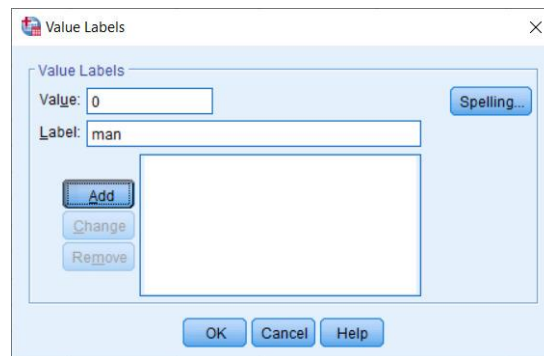 Value Labels
Value Labels
Value: 0
Spelling...
Label: man
Add
Change
Remove
OK Cancel Help